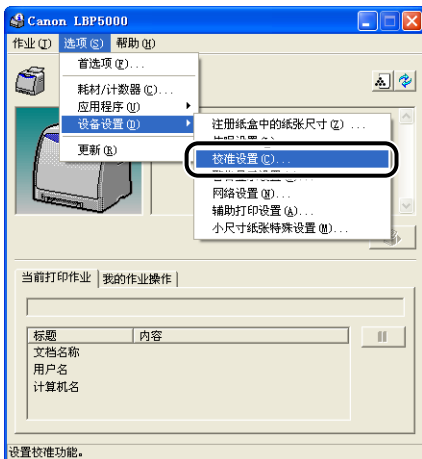 Canon LBP5000
作业(J) 选项(S) 帮助(H)
首选项(P)...
耗材/计数器(C)...
应用程序(U)
设备设置(D)
更新(R)
注册纸盒中的纸张尺寸(Z) ...
校准设置(C)...
网络设置(N)...
辅助打印设置(A)...
小尺寸纸张特殊设置(M)...
当前打印作业 我的作业操作
标题 内容
文档名称
用户名
计算机名
设置校准功能。